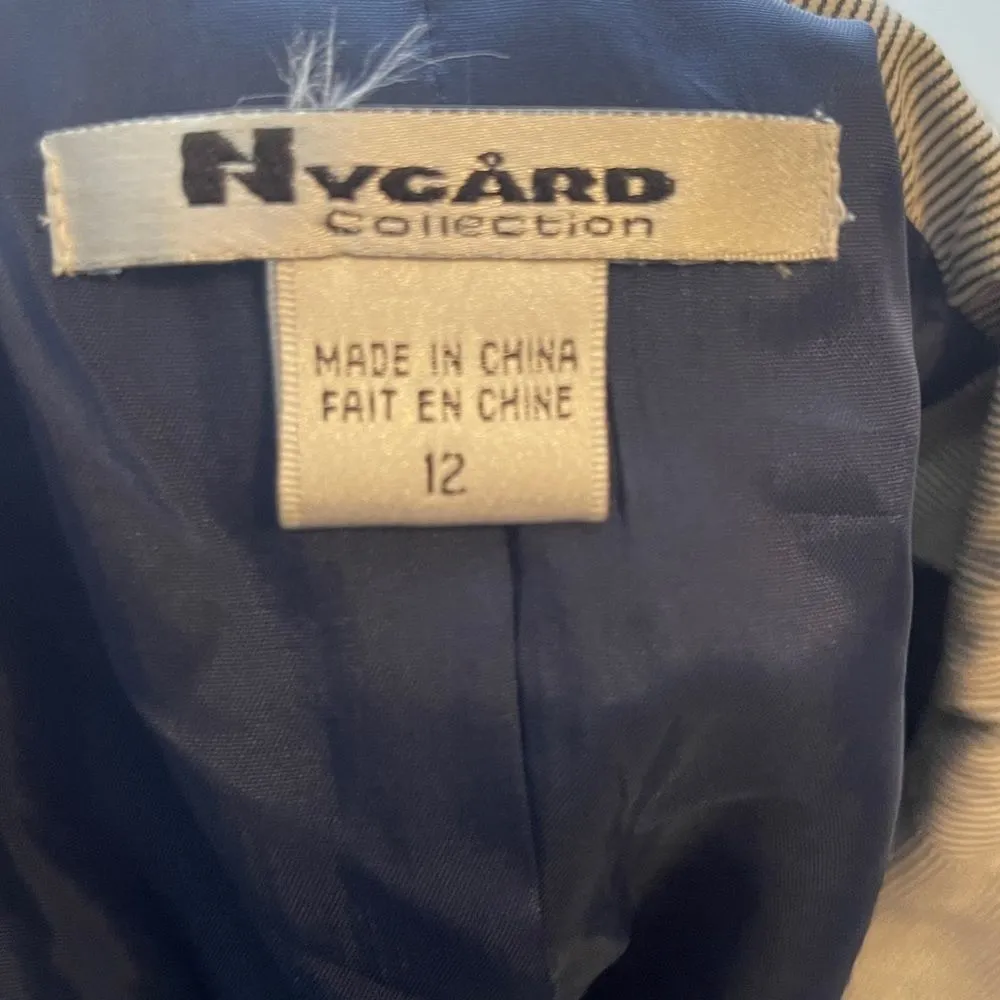 NYGÅRD
Collection
MADE IN CHINA
FAIT EN CHINE
12